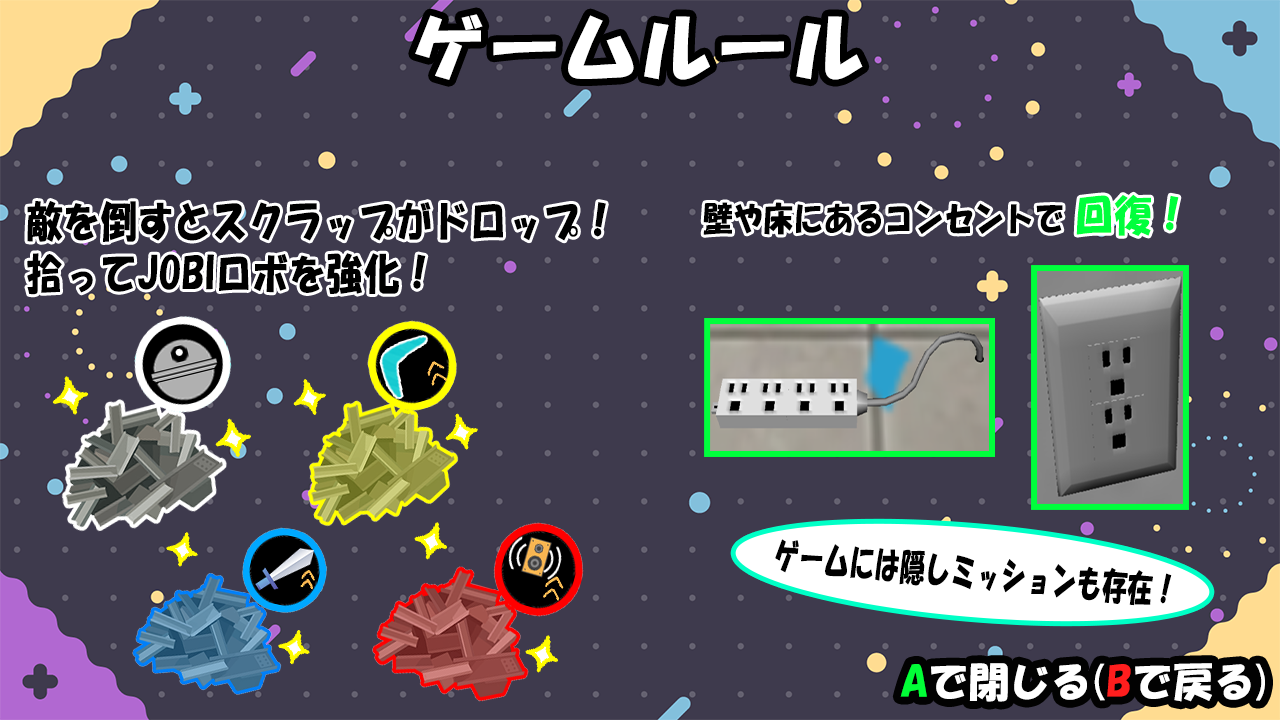 ゲームルール
敵を倒すとスクラップがドロップ！
拾ってJOBIロボを強化！
壁や床にあるコンセントで 回復！
ゲームには隠しミッションも存在！
Aで閉じる(Bで戻る)